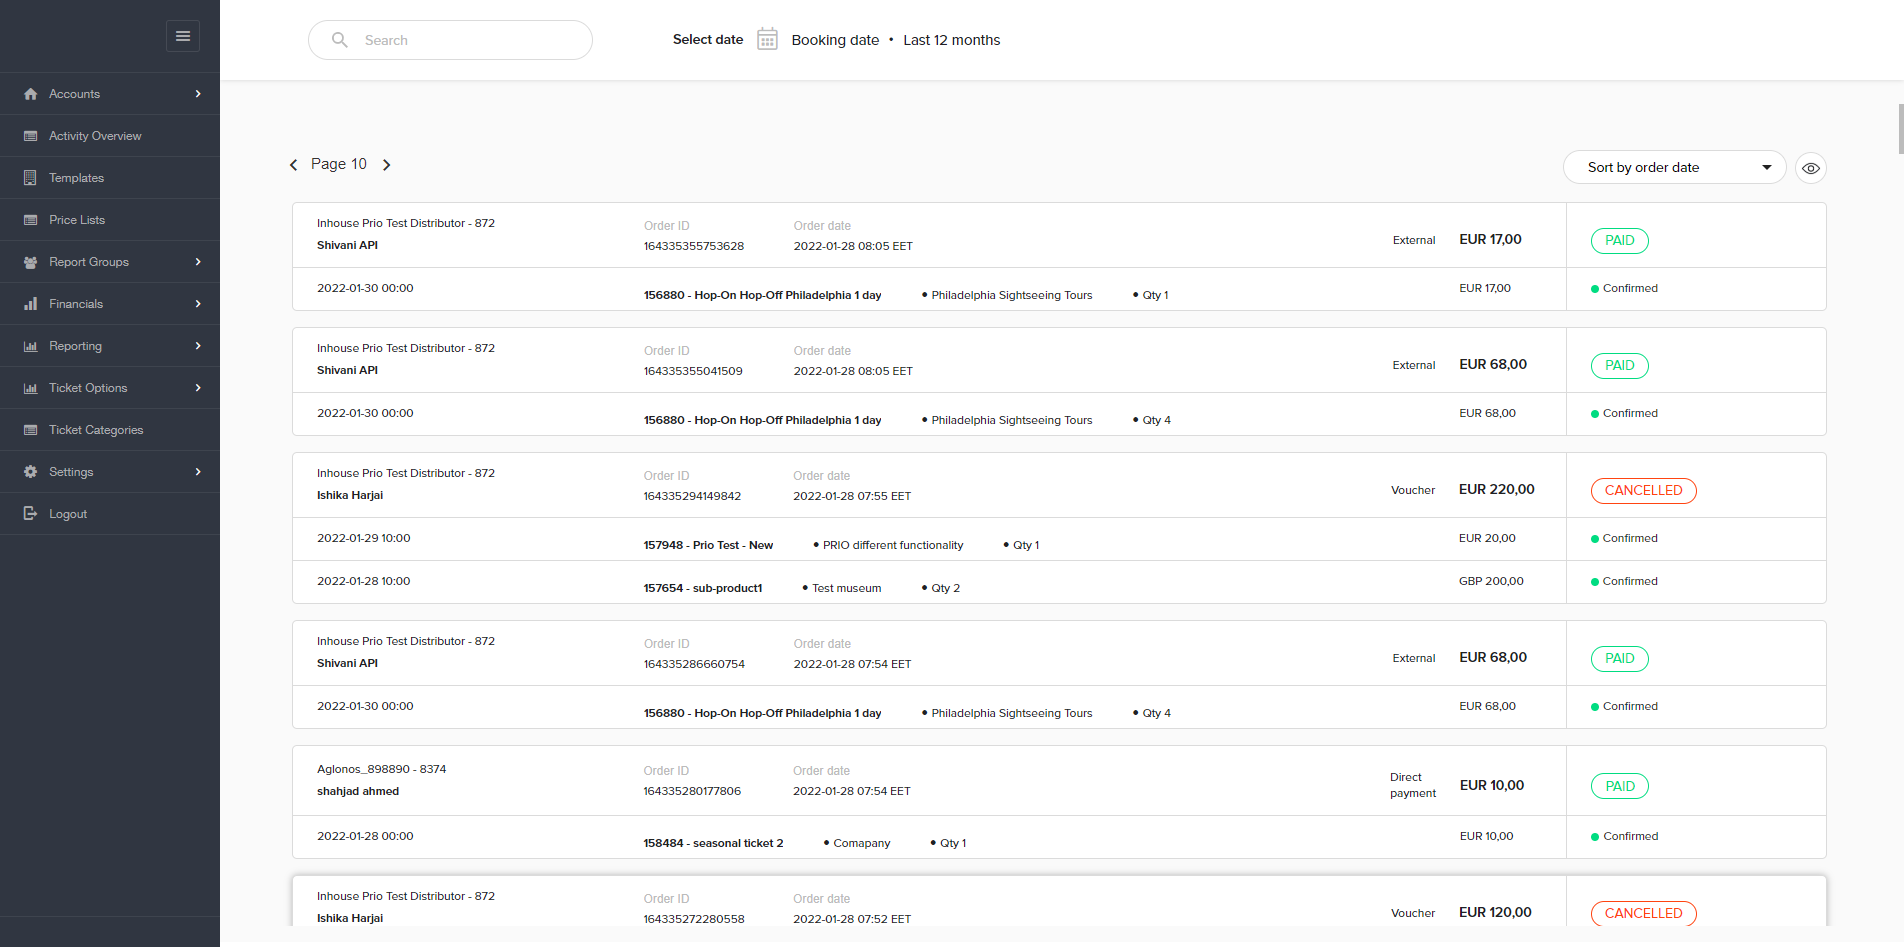 Search
Select date Booking date • Last 12 months
Accounts
Activity Overview
Templates
Price Lists
Report Groups
Financials
Reporting
Ticket Options
Ticket Categories
Settings
Logout
Page 10
Sort by order date
Inhouse Prio Test Distributor - 872
Shivani API
Order ID
164335355753628
Order date
2022-01-28 08:05 EET
External EUR 17,00
PAID
2022-01-30 00:00
156880 - Hop-On Hop-Off Philadelphia 1 day • Philadelphia Sightseeing Tours • Qty 1
EUR 17,00
Confirmed
Inhouse Prio Test Distributor - 872
Shivani API
Order ID
164335355041509
Order date
2022-01-28 08:05 EET
External EUR 68,00
PAID
2022-01-30 00:00
156880 - Hop-On Hop-Off Philadelphia 1 day • Philadelphia Sightseeing Tours • Qty 4
EUR 68,00
Confirmed
Inhouse Prio Test Distributor - 872
Ishika Harjai
Order ID
164335294149842
Order date
2022-01-28 07:55 EET
Voucher EUR 220,00
CANCELLED
2022-01-29 10:00
157948 - Prio Test - New • PRIO different functionality • Qty 1
EUR 20,00
Confirmed
2022-01-28 10:00
157654 - sub-product1 • Test museum • Qty 2
GBP 200,00
Confirmed
Inhouse Prio Test Distributor - 872
Shivani API
Order ID
164335286660754
Order date
2022-01-28 07:54 EET
External EUR 68,00
PAID
2022-01-30 00:00
156880 - Hop-On Hop-Off Philadelphia 1 day • Philadelphia Sightseeing Tours • Qty 4
EUR 68,00
Confirmed
Aglonos_898890 - 8374
shahjad ahmed
Order ID
164335280177806
Order date
2022-01-28 07:54 EET
Direct
payment
EUR 10,00
PAID
2022-01-28 00:00
158484 - seasonal ticket 2 • Comapany • Qty 1
EUR 10,00
Confirmed
Inhouse Prio Test Distributor - 872
Ishika Harjai
Order ID
164335272280558
Order date
2022-01-28 07:52 EET
Voucher EUR 120,00
CANCELLED